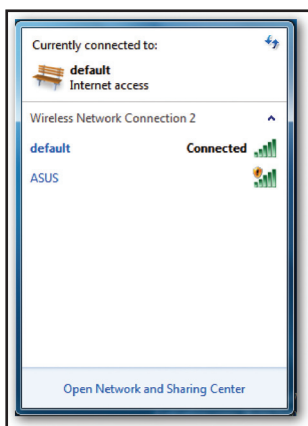 Currently connected to:
default
Internet access
Wireless Network Connection 2
default Connected
ASUS
Open Network and Sharing Center